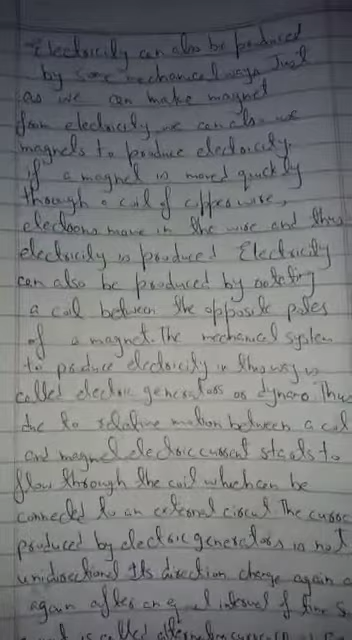 Electricity can also be produced
by some mechanical ways. Just
as we can make magnet
from electricity we can also use
magnets to produce electricity.
if a magnet is moved quickly
through a coil of copper wire,
electrons move in the wire and thus
electricity is produced Electricity
can also be produced by rotating
a coil between the opposite poles
of a magnet. The mechanical system
to produce electricity in this way is
called electric generators or dynamo. Thus
due to relative motion between a coil
and magnet electric current starts to
flow through the coil which can be
connected to an external circuit. The current
produced by electric generators is not
unidirectional Its direction change again a
again after an interval of time
is called